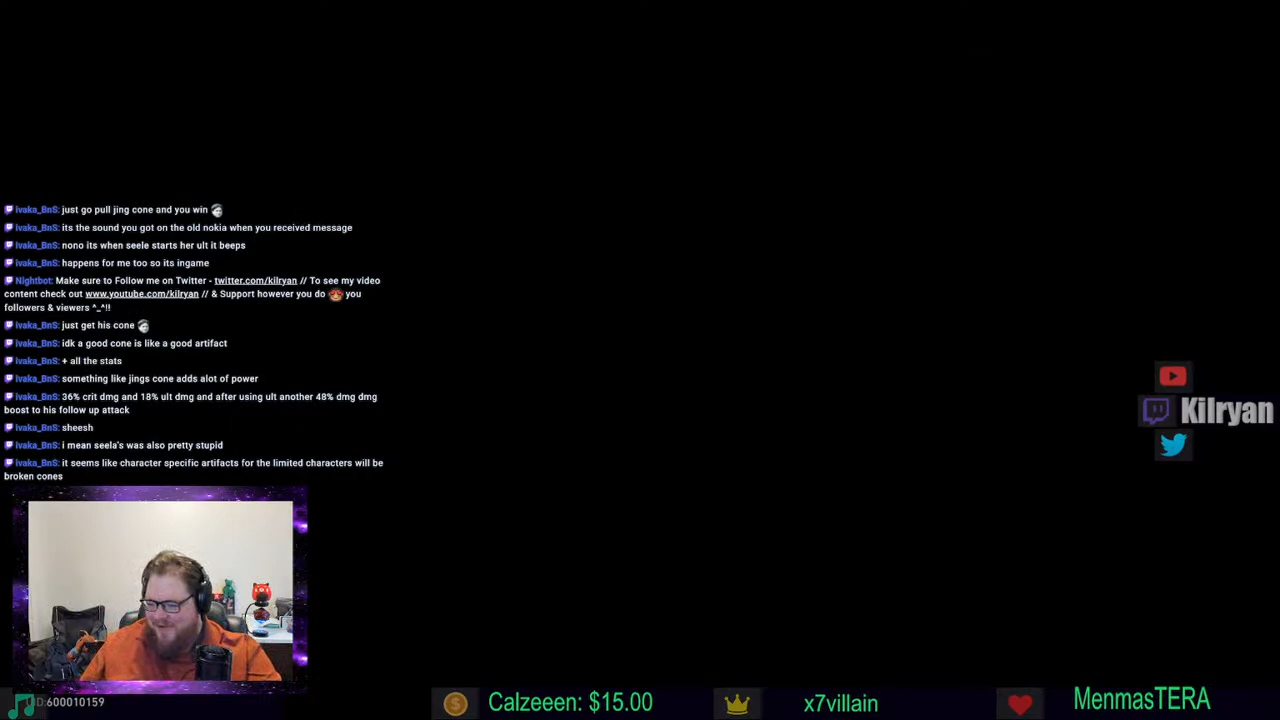 ivaka_BnS: just go pull jing cone and you win
ivaka_BnS: its the sound you got on the old nokia when you received message
ivaka_BnS: nono its when seele starts her ult it beeps
ivaka_BnS: happens for me too so its ingame
Nightbot: Make sure to Follow me on Twitter - twitter.com/kilryan // To see my video
content check out www.youtube.com/kilryan // & Support however you do you
followers & viewers ^_^!!
ivaka_BnS: just get his cone
ivaka_BnS: idk a good cone is like a good artifact
ivaka_BnS: + all the stats
ivaka_BnS: something like jings cone adds alot of power
ivaka_BnS: 36% crit dmg and 18% ult dmg and after using ult another 48% dmg dmg
boost to his follow up attack
ivaka_BnS: sheesh
ivaka_BnS: i mean seela's was also pretty stupid
ivaka_BnS: it seems like character specific artifacts for the limited characters will be
broken cones
Kilryan
UID:600010159
Calzeeen: $15.00
x7villain
MenmasTERA